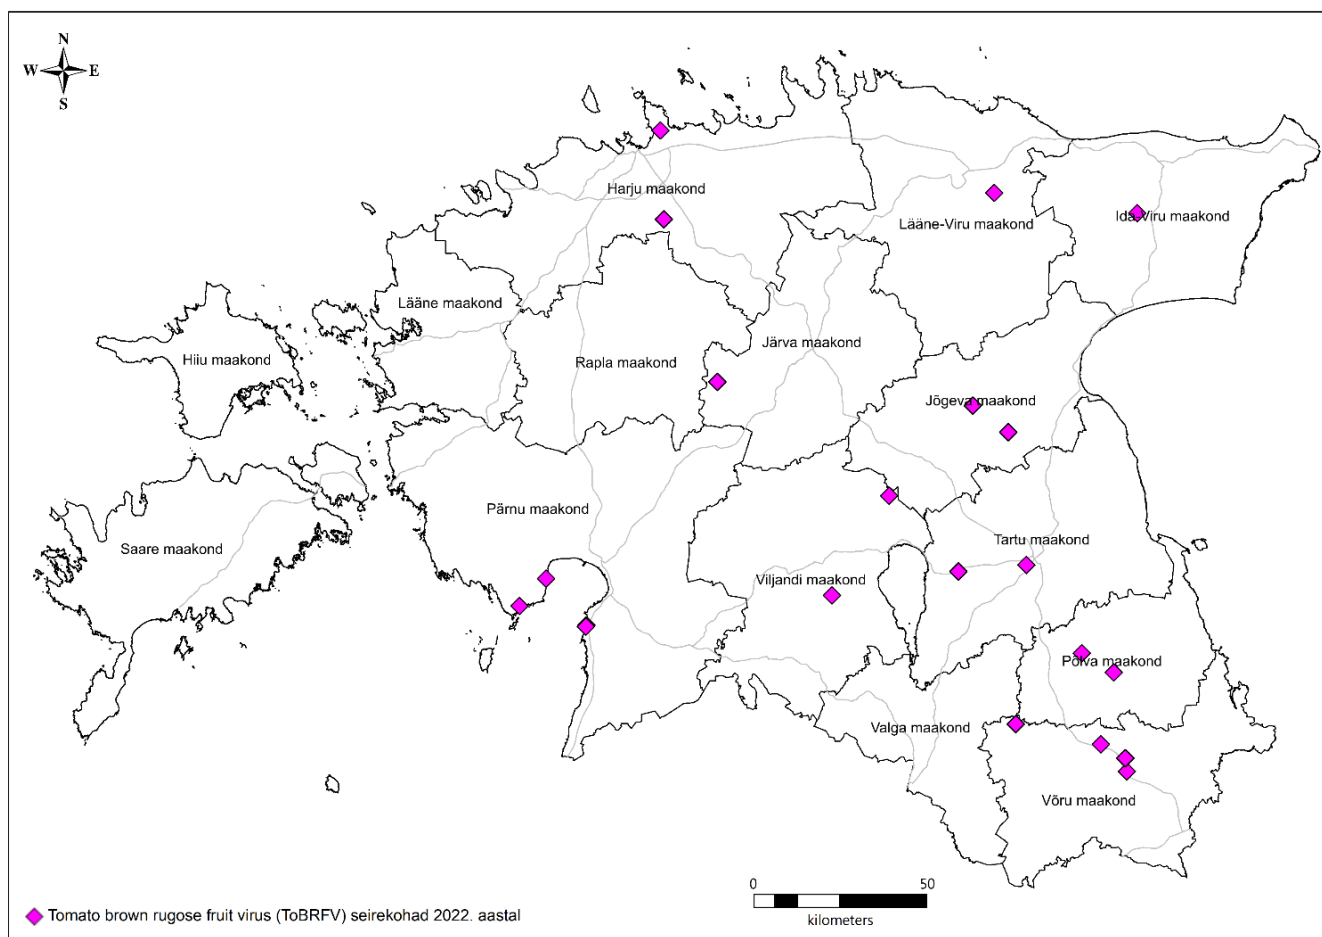 N
W E
S
Harju maakond
Lääne-Viru maakond
Ida-Viru maakond
Lääne maakond
Hiiu maakond
Rapla maakond
Järva maakond
Jõgeva maakond
Pärnu maakond
Saare maakond
Tartu maakond
Viljandi maakond
Põlva maakond
Valga maakond
Võru maakond
0 50
kilometers
Tomato brown rugose fruit virus (ToBRFV) seirekohad 2022. aastal